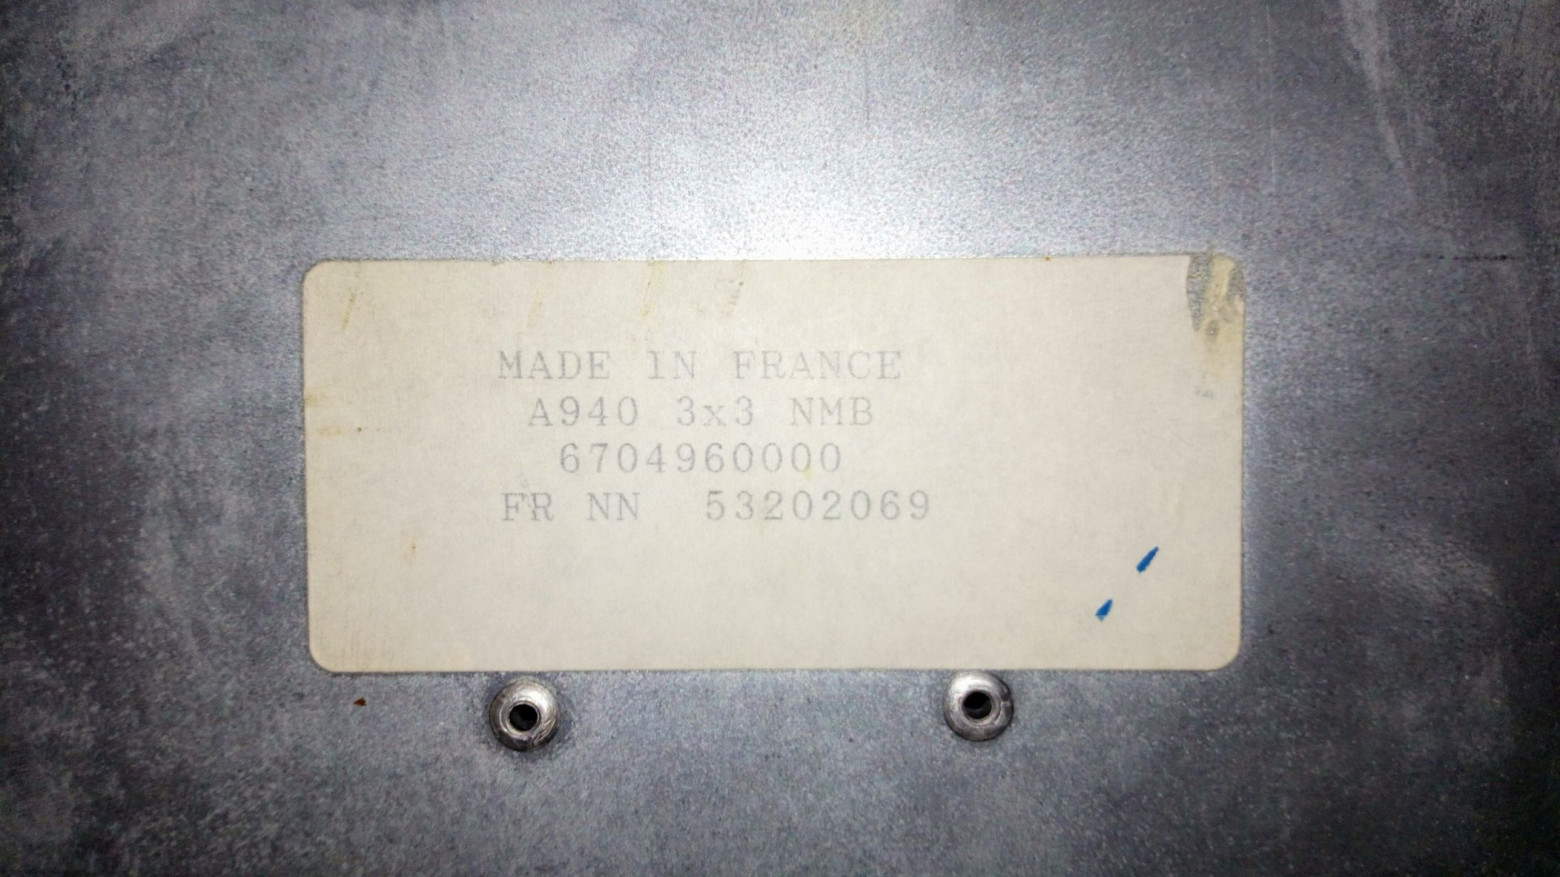 MADE IN FRANCE
A940 3x3 NMB
6704960000
FR NN 53202069